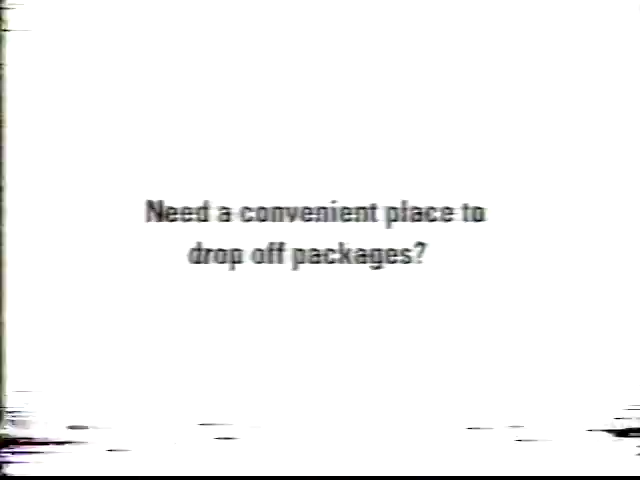 Need a convenient place to
drop off packages?